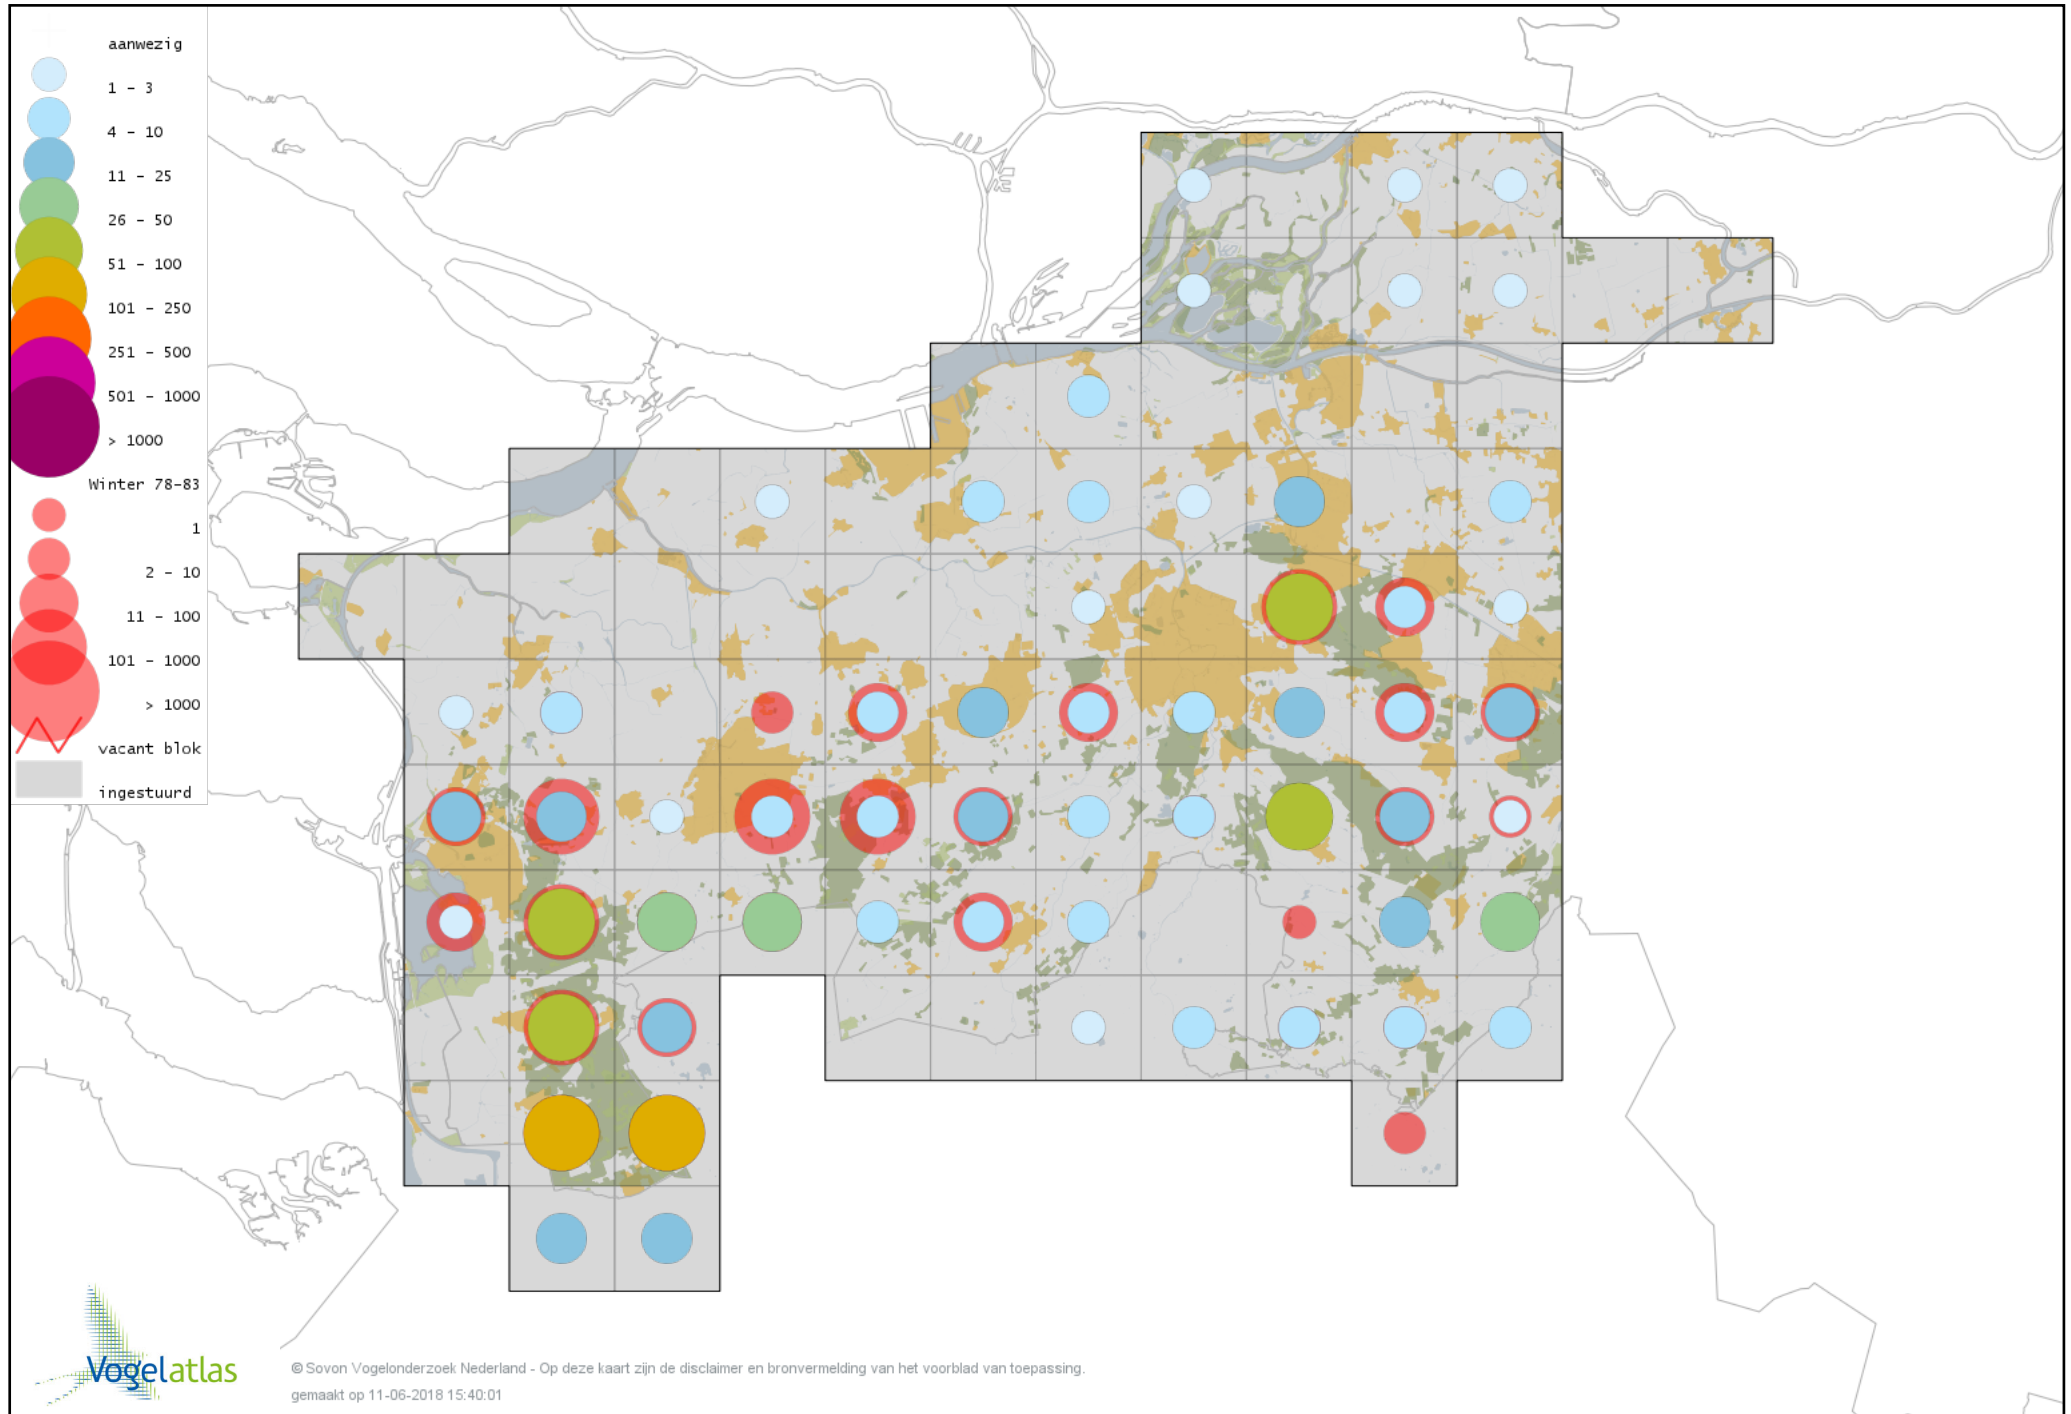 aanwezig
1 - 3
4 - 10
11 - 25
26 - 50
51 - 100
101 - 250
251 - 500
501 - 1000
> 1000
Winter 78-83
1
2 - 10
11 - 100
101 - 1000
> 1000
vacant blok
ingestuurd
Vogelatlas
© Sovon Vogelonderzoek Nederland - Op deze kaart zijn de disclaimer en bronvermelding van het voorblad van toepassing.
gemaakt op 11-06-2018 15:40:01